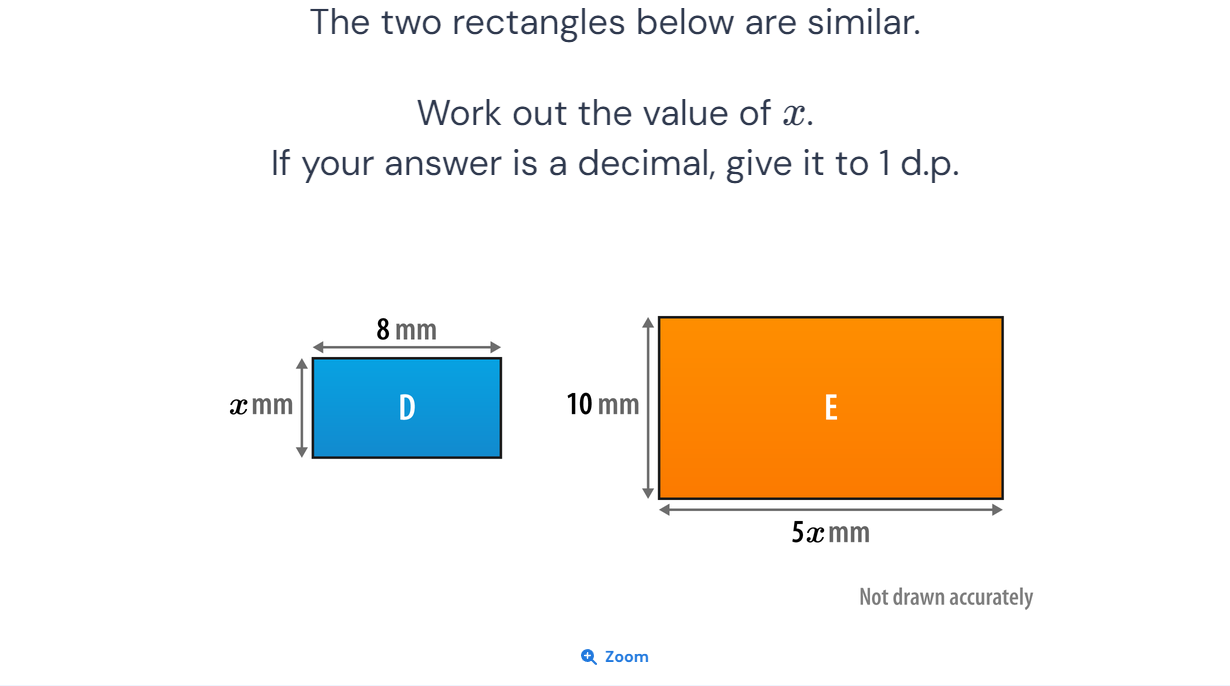 The two rectangles below are similar.
Work out the value of x.
If your answer is a decimal, give it to 1 d.p.
8 mm
x mm
D
10 mm
E
5x mm
Not drawn accurately
Zoom